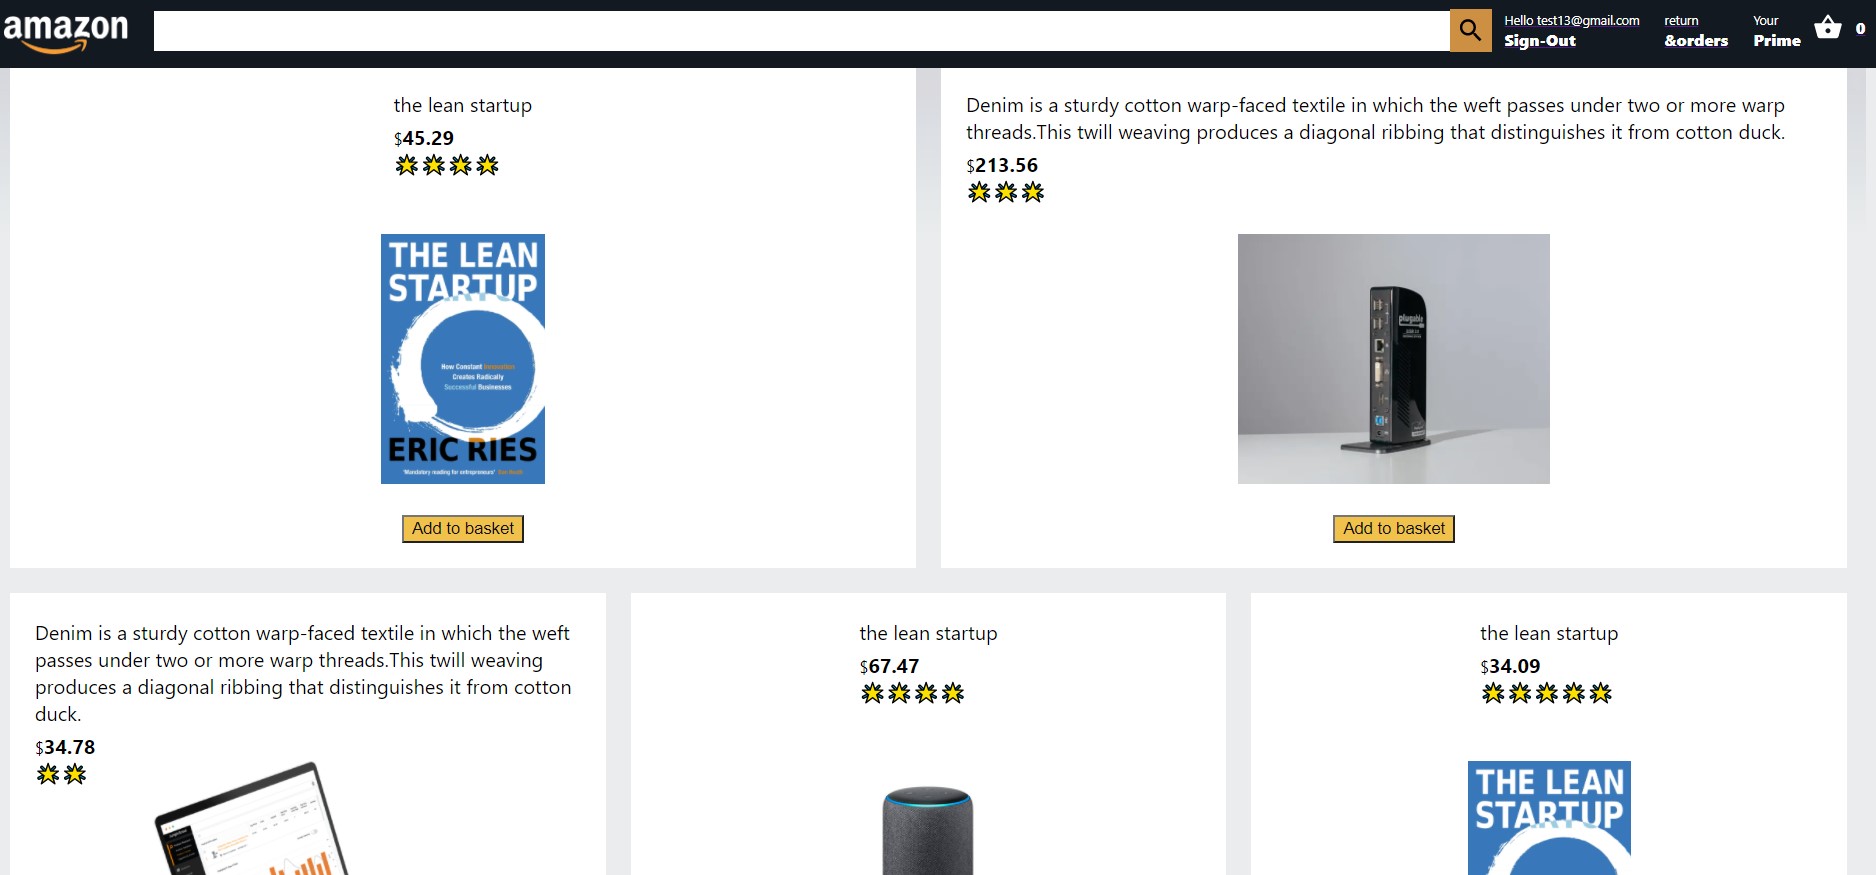 amazon
Hello test13@gmail.com
Sign-Out
return
&orders
Your
Prime
0
the lean startup
$45.29
THE LEAN
STARTUP
How Constant Innovation
Creates Radically
Successful Businesses
ERIC RIES
'Mandatory reading for entrepreneurs'
Add to basket
Denim is a sturdy cotton warp-faced textile in which the weft passes under two or more warp
threads.This twill weaving produces a diagonal ribbing that distinguishes it from cotton duck.
$213.56
plugable
Add to basket
Denim is a sturdy cotton warp-faced textile in which the weft
passes under two or more warp threads.This twill weaving
produces a diagonal ribbing that distinguishes it from cotton
duck.
$34.78
the lean startup
$67.47
the lean startup
$34.09
THE LEAN
STARTUP